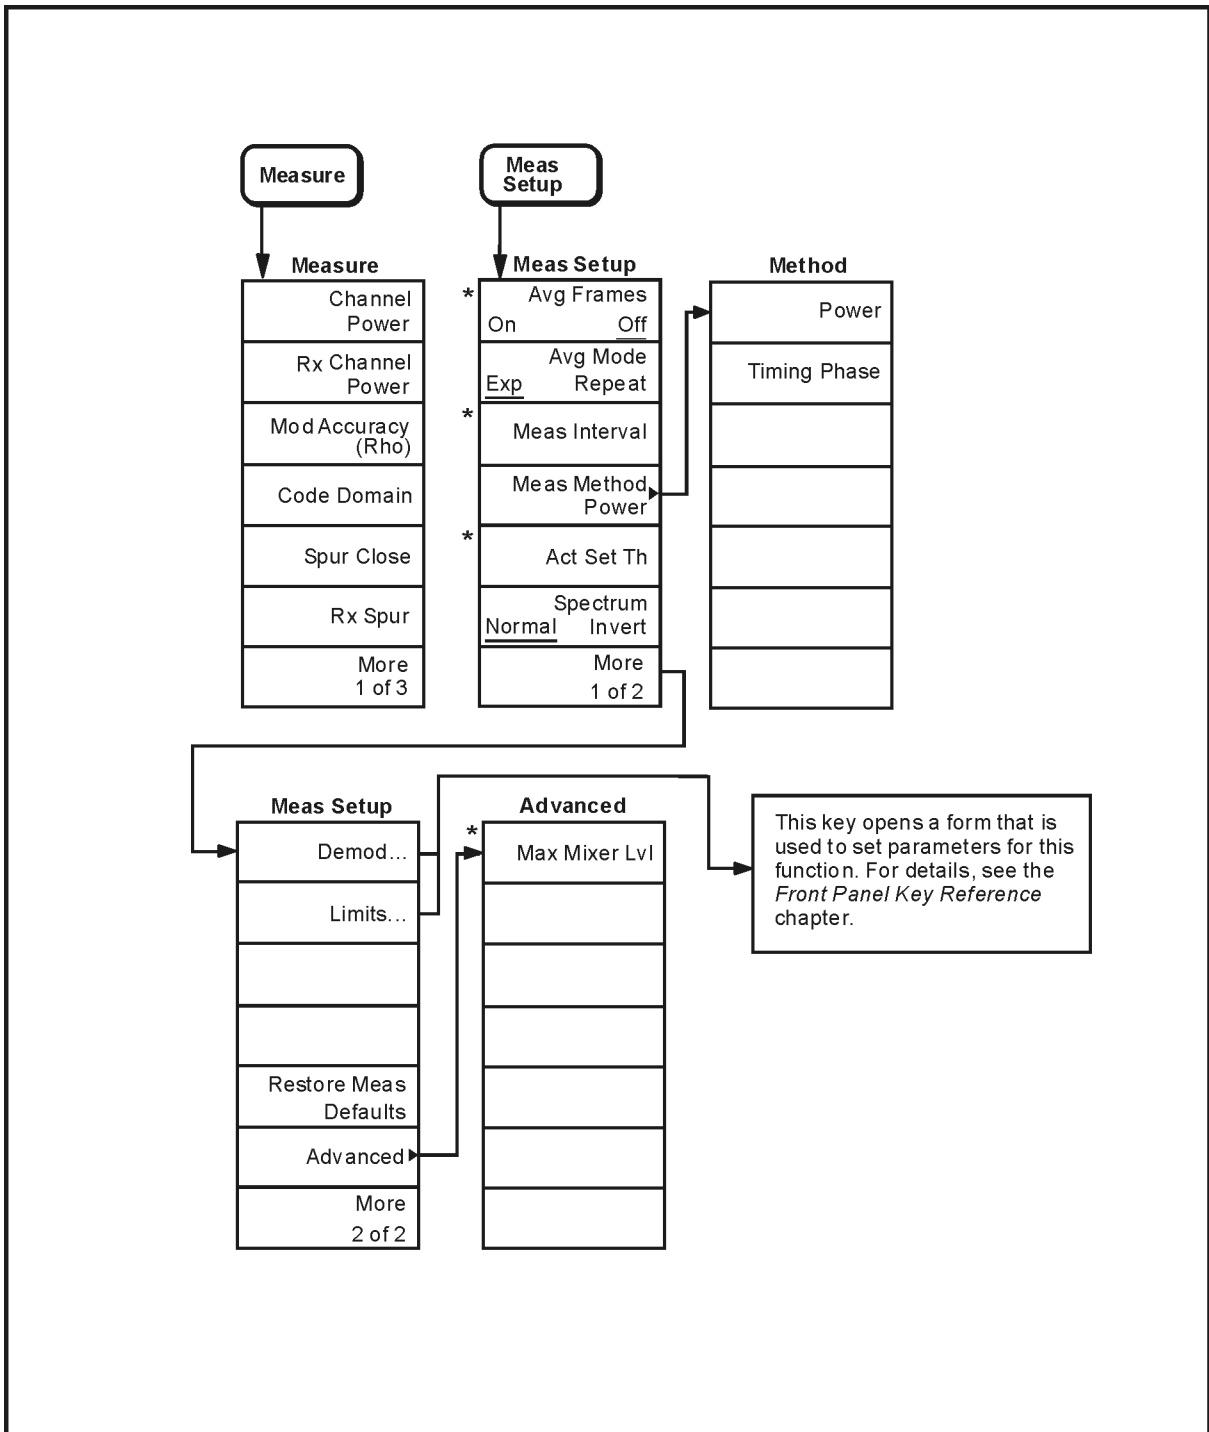 Measure
Meas
Setup
Measure
Channel
Power
Rx Channel
Power
Mod Accuracy
(Rho)
Code Domain
Spur Close
Rx Spur
More
1 of 3
Meas Setup
* Avg Frames
On Off
Avg Mode
Exp Repeat
* Meas Interval
Meas Method
Power
* Act Set Th
Spectrum
Normal Invert
More
1 of 2
Method
Power
Timing Phase
Meas Setup
Demod...
Limits...
Restore Meas
Defaults
Advanced
More
2 of 2
Advanced
* Max Mixer Lvl
This key opens a form that is
used to set parameters for this
function. For details, see the
Front Panel Key Reference
chapter.